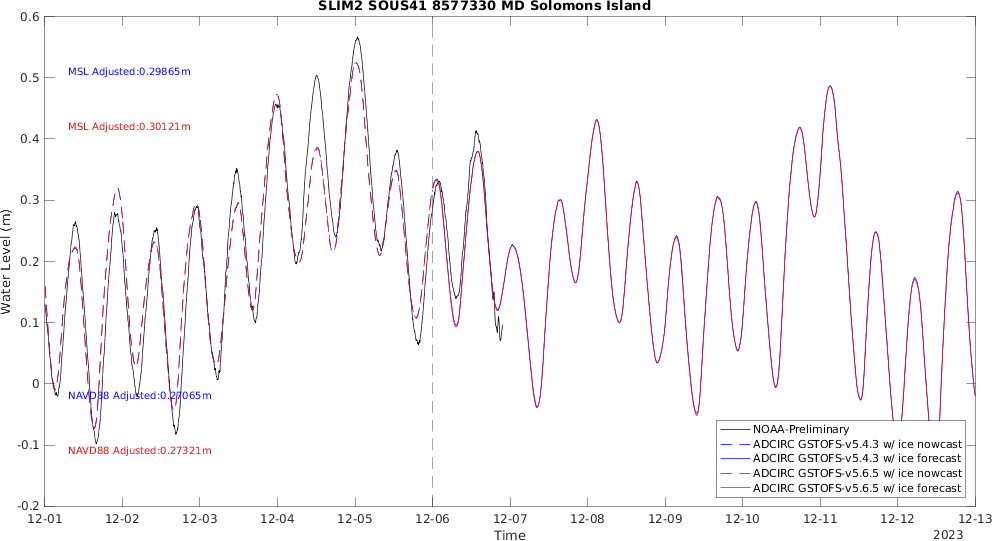 SLIM2 SOUS41 8577330 MD Solomons Island
0.6
0.5
0.4
0.3
0.2
0.1
0
-0.1
-0.2
Water Level (m)
MSL Adjusted:0.29865m
MSL Adjusted:0.30121m
NAVD88 Adjusted:0.27065m
NAVD88 Adjusted:0.27321m
NOAA-Preliminary
ADCIRC GSTOFS-v5.4.3 w/ ice nowcast
ADCIRC GSTOFS-v5.4.3 w/ ice forecast
ADCIRC GSTOFS-v5.6.5 w/ ice nowcast
ADCIRC GSTOFS-v5.6.5 w/ ice forecast
12-01 12-02 12-03 12-04 12-05 12-06 12-07 12-08 12-09 12-10 12-11 12-12 12-13
Time
2023